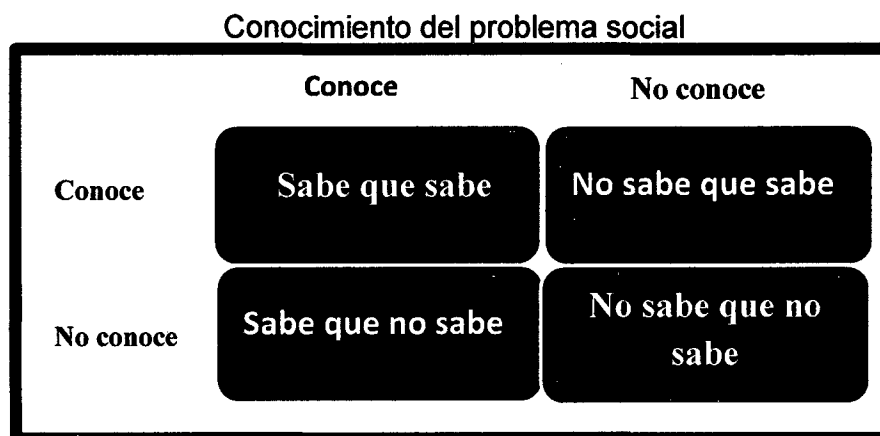 Conocimiento del problema social
Conoce
No conoce
Conoce
Sabe que sabe
No sabe que sabe
No conoce
Sabe que no sabe
No sabe que no
sabe